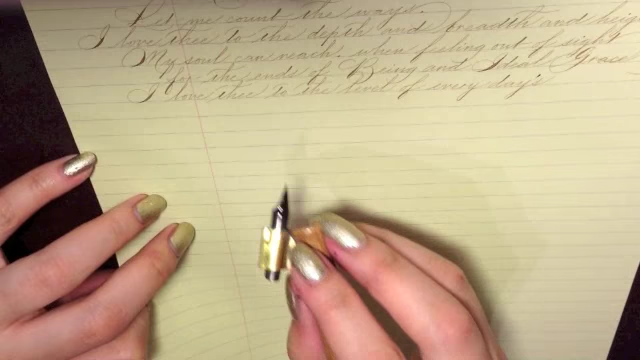 Let me count the ways.
I love thee to the depth and breadth and heigh
My soul can reach, when feeling out of sight
for the ends of Being and Ideal Grace
I love thee to the level of every day's